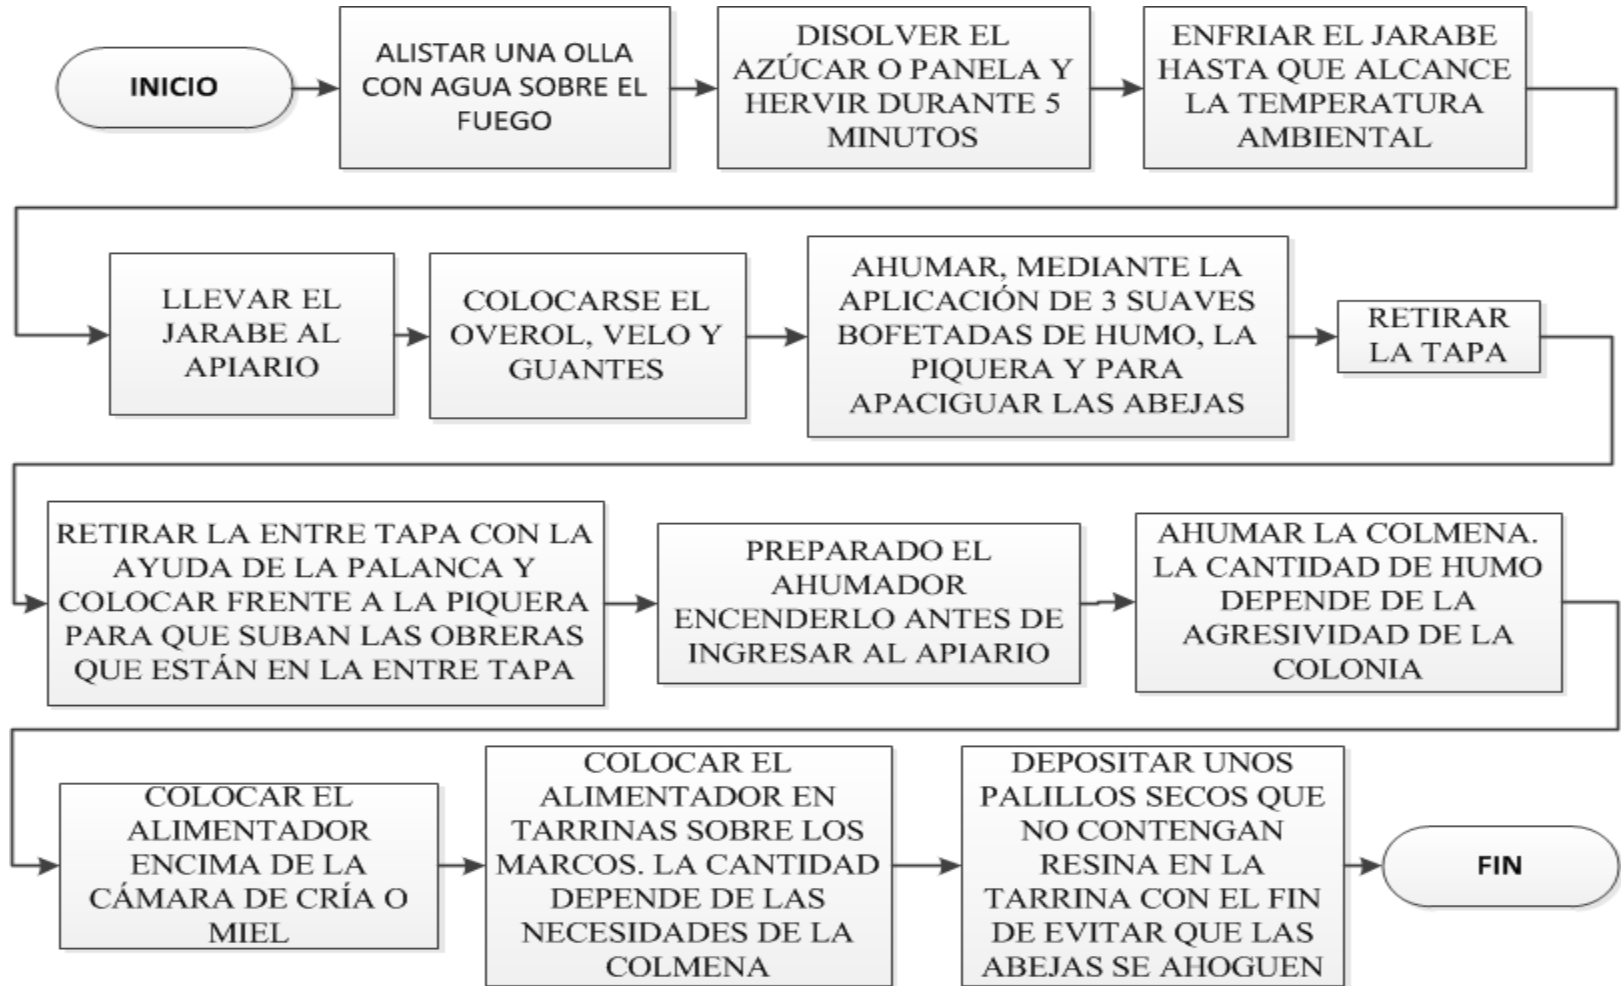 INICIO
ALISTAR UNA OLLA
CON AGUA SOBRE EL
FUEGO
DISOLVER EL
AZÚCAR O PANELA Y
HERVIR DURANTE 5
MINUTOS
ENFRIAR EL JARABE
HASTA QUE ALCANCE
LA TEMPERATURA
AMBIENTAL
LLEVAR EL
JARABE AL
APIARIO
COLOCARSE EL
OVEROL, VELO Y
GUANTES
AHUMAR, MEDIANTE LA
APLICACIÓN DE 3 SUAVES
BOFETADAS DE HUMO, LA
PIQUERA Y PARA
APACIGUAR LAS ABEJAS
RETIRAR
LA TAPA
RETIRAR LA ENTRE TAPA CON LA
AYUDA DE LA PALANCA Y
COLOCAR FRENTE A LA PIQUERA
PARA QUE SUBAN LAS OBRERAS
QUE ESTÁN EN LA ENTRE TAPA
PREPARADO EL
AHUMADOR
ENCENDERLO ANTES DE
INGRESAR AL APIARIO
AHUMAR LA COLMENA.
LA CANTIDAD DE HUMO
DEPENDE DE LA
AGRESIVIDAD DE LA
COLONIA
COLOCAR EL
ALIMENTADOR
ENCIMA DE LA
CÁMARA DE CRÍA O
MIEL
COLOCAR EL
ALIMENTADOR EN
TARRINAS SOBRE LOS
MARCOS. LA CANTIDAD
DEPENDE DE LAS
NECESIDADES DE LA
COLMENA
DEPOSITAR UNOS
PALILLOS SECOS QUE
NO CONTENGAN
RESINA EN LA
TARRINA CON EL FIN
DE EVITAR QUE LAS
ABEJAS SE AHOGUEN
FIN